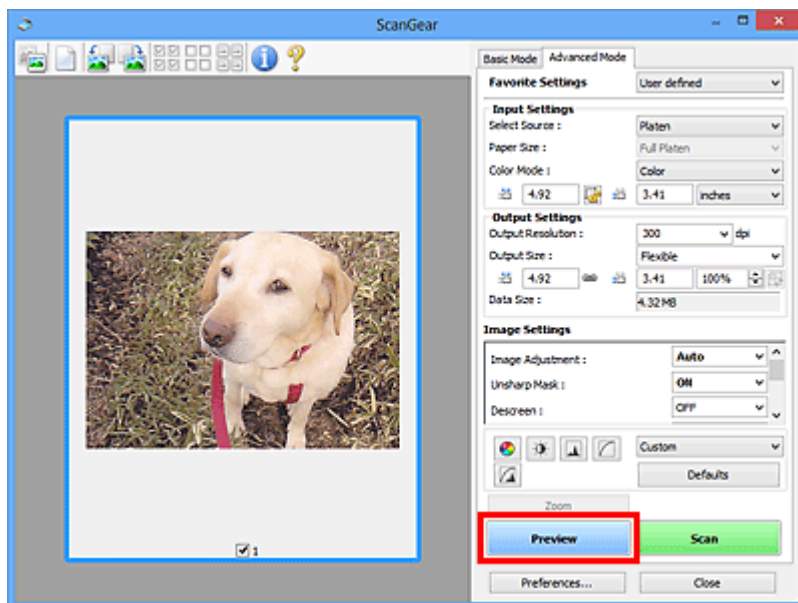 ScanGear
Basic Mode Advanced Mode
Favorite Settings User defined
Input Settings
Select Source : Platen
Paper Size : Full Platen
Color Mode : Color
4.92 3.41 inches
Output Settings
Output Resolution : 300 dpi
Output Size : Flexible
4.92 3.41 100%
Data Size : 4.32 MB
Image Settings
Image Adjustment : Auto
Unsharp Mask : ON
Descreen : OFF
Custom
Defaults
Zoom
Preview Scan
1
Preferences... Close